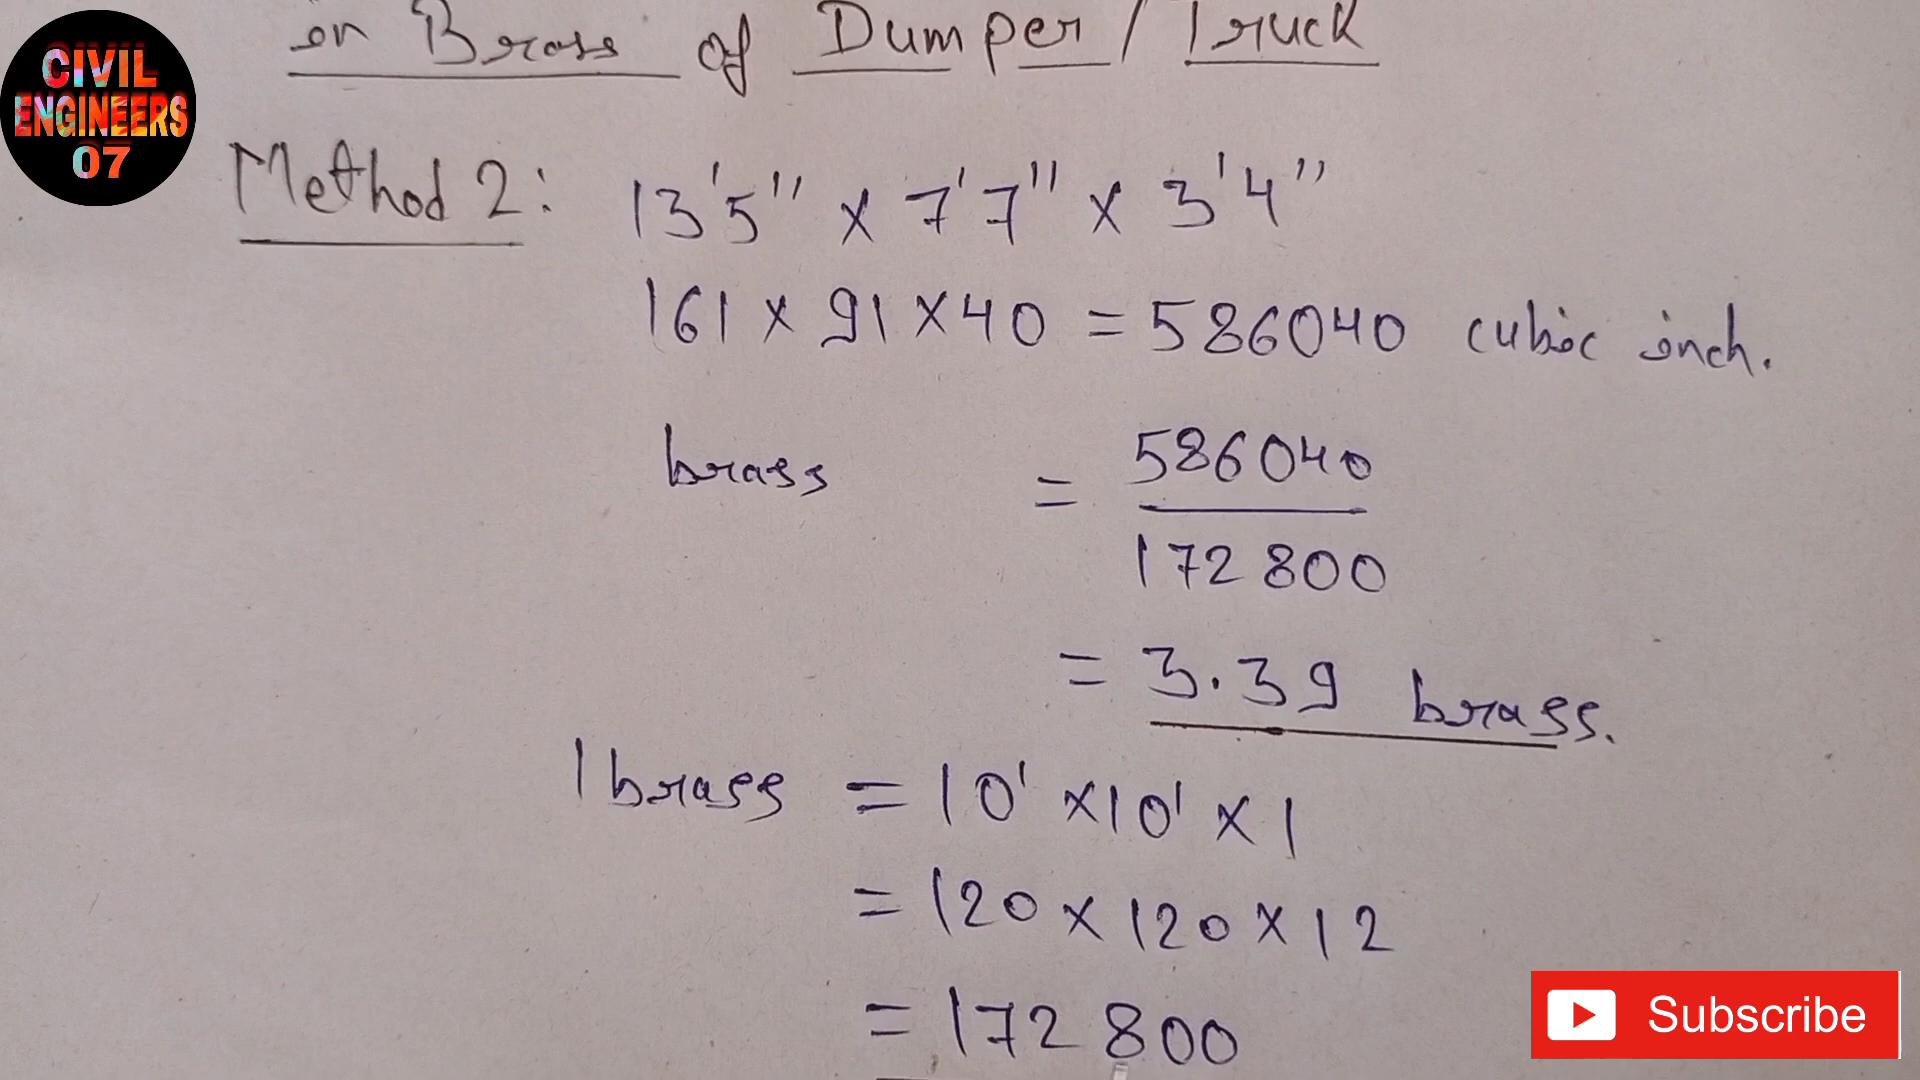 CIVIL
ENGINEERS
07
in Brass of Dumper / Truck
Method 2: 13'5" × 7'7" × 3'4"
161 × 91 × 40 = 586040 cubic inch.
brass = 586040
172800
= 3.39 brass.
1 brass = 10' × 10' × 1
= 120 × 120 × 12
= 172800
Subscribe